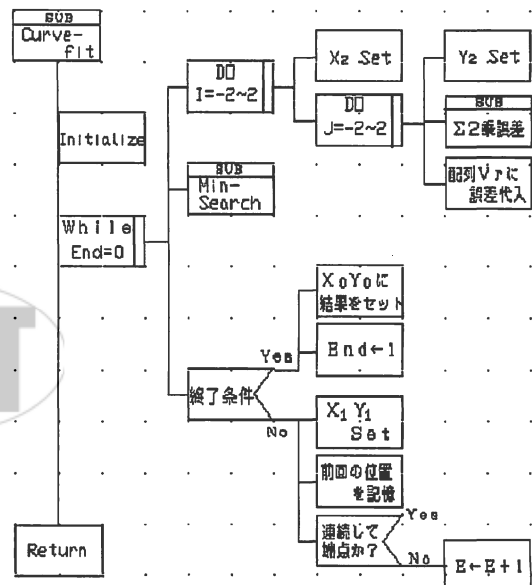 SUB
Curve-
fit
Initialize
While
End=0
Return
DO
I=-2~2
SUB
Min-
Search
終了条件
Yes
No
X2 Set
DO
J=-2~2
Y2 Set
SUB
Σ2乗誤差
配列Vrに
誤差代入
X0Y0に
結果をセット
End←1
X1 Y1
Set
前回の位置
を記憶
連続して
端点か?
Yes
No
E←E+1